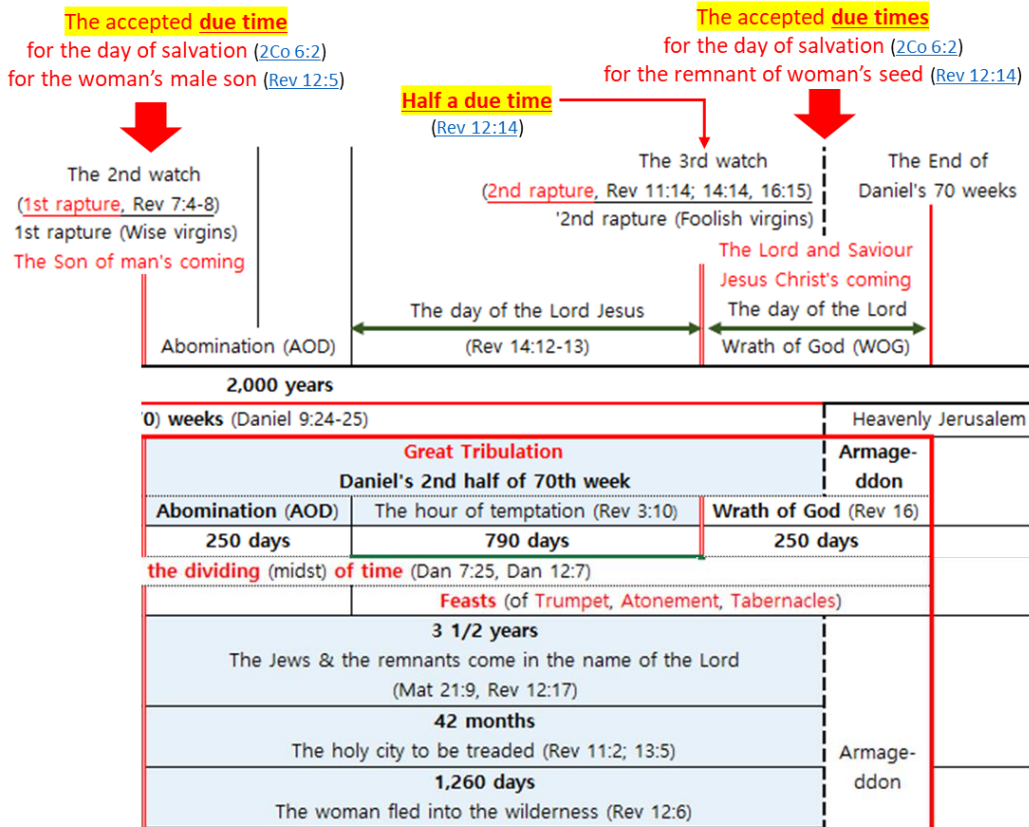 The accepted due time
for the day of salvation (2Co 6:2)
for the woman's male son (Rev 12:5)
The accepted due times
for the day of salvation (2Co 6:2)
for the remnant of woman's seed (Rev 12:14)
Half a due time
(Rev 12:14)
The 2nd watch
(1st rapture, Rev 7:4-8)
1st rapture (Wise virgins)
The Son of man's coming
The 3rd watch
(2nd rapture, Rev 11:14; 14:14, 16:15)
'2nd rapture (Foolish virgins)
The End of
Daniel's 70 weeks
The Lord and Saviour
Jesus Christ's coming
The day of the Lord Jesus
The day of the Lord
Abomination (AOD)
(Rev 14:12-13)
Wrath of God (WOG)
2,000 years
'0) weeks (Daniel 9:24-25)
Heavenly Jerusalem
Great Tribulation
Daniel's 2nd half of 70th week
Armage-
ddon
Abomination (AOD)
The hour of temptation (Rev 3:10)
Wrath of God (Rev 16)
250 days
790 days
250 days
the dividing (midst) of time (Dan 7:25, Dan 12:7)
Feasts (of Trumpet, Atonement, Tabernacles)
3 1/2 years
The Jews & the remnants come in the name of the Lord
(Mat 21:9, Rev 12:17)
42 months
The holy city to be treaded (Rev 11:2; 13:5)
Armage-
ddon
1,260 days
The woman fled into the wilderness (Rev 12:6)